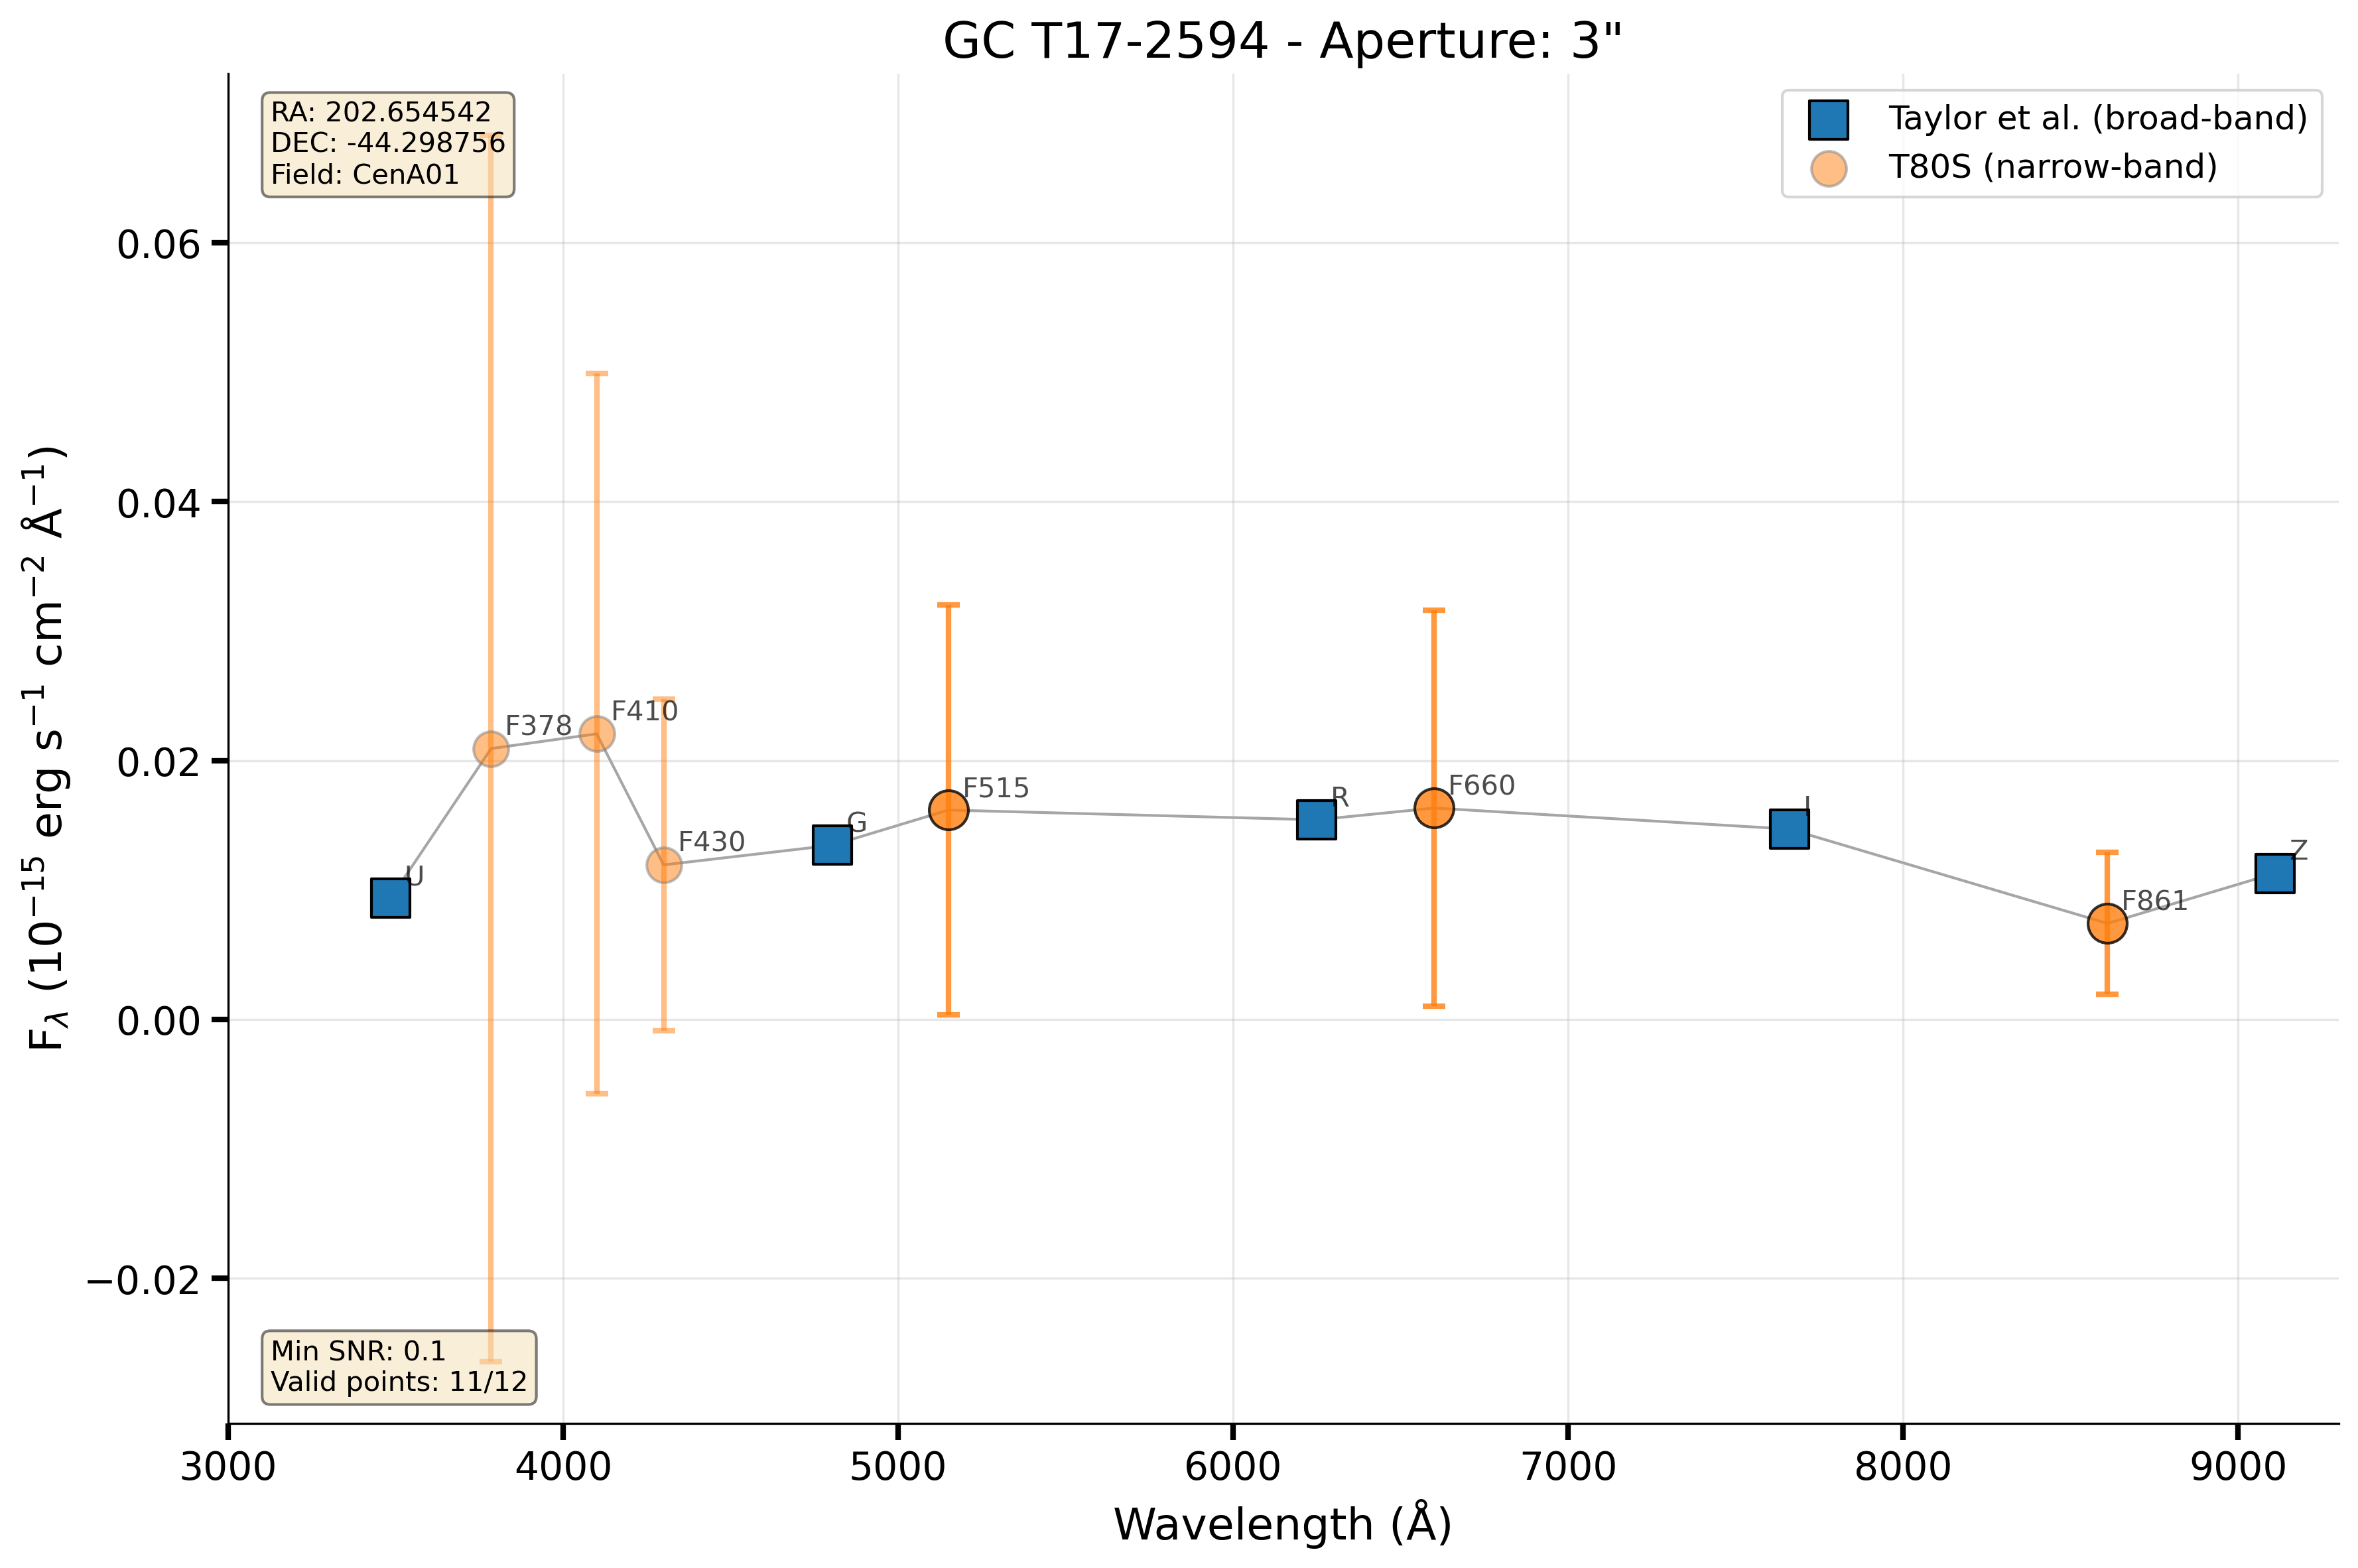 GC T17-2594 - Aperture: 3"
RA: 202.654542
DEC: -44.298756
Field: CenA01
Taylor et al. (broad-band)
T80S (narrow-band)
0.06
0.04
0.02
0.00
−0.02
F_λ (10⁻¹⁵ erg s⁻¹ cm⁻² Å⁻¹)
U
F378
F410
F430
G
F515
R
F660
I
F861
Z
Min SNR: 0.1
Valid points: 11/12
3000 4000 5000 6000 7000 8000 9000
Wavelength (Å)